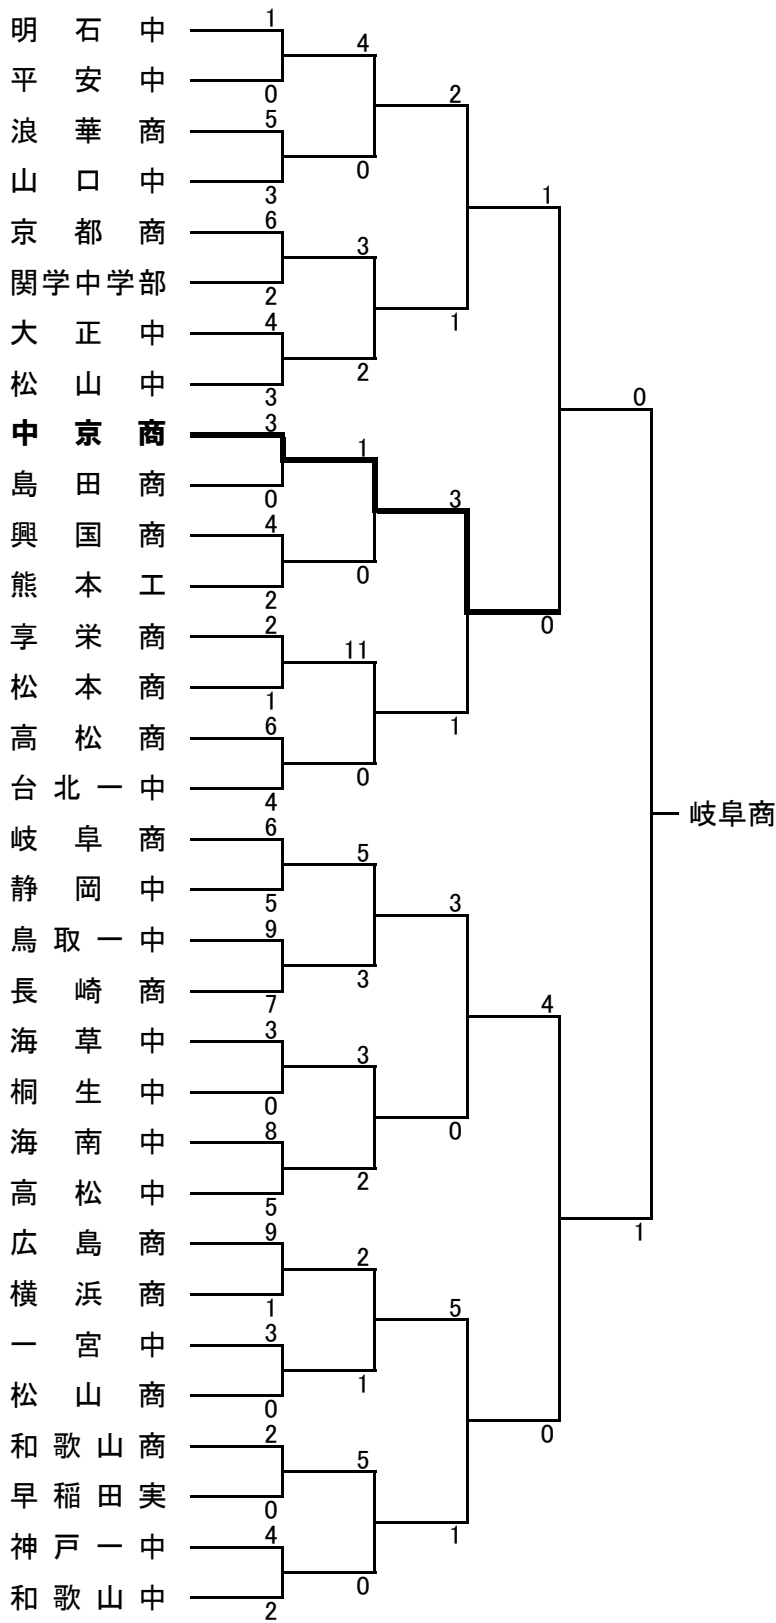 明石中 1 4 2 1 0
平安中 0
浪華商 5 0
山口中 3
京都商 6 3 1
関学中学部 2
大正中 4 2
松山中 3
中京商 3 1 3 0
島田商 0
興国商 4 0
熊本工 2
享栄商 2 11 1
松本商 1
高松商 6 0
台北一中 4
岐阜商
岐阜商 6 5 3 4 1
静岡中 5
鳥取一中 9 3
長崎商 7
海草中 3 3 0
桐生中 0
海南中 8 2
高松中 5
広島商 9 2 5 0
横浜商 1
一宮中 3 1
松山商 0
和歌山商 2 5 1
早稲田実 0
神戸一中 4 0
和歌山中 2